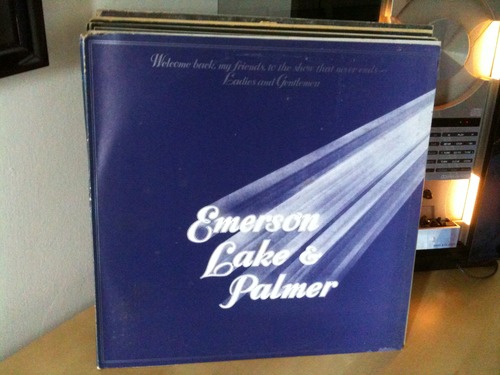 Welcome back, my friends, to the show that never ends —
Ladies and Gentlemen
Emerson
Lake &
Palmer